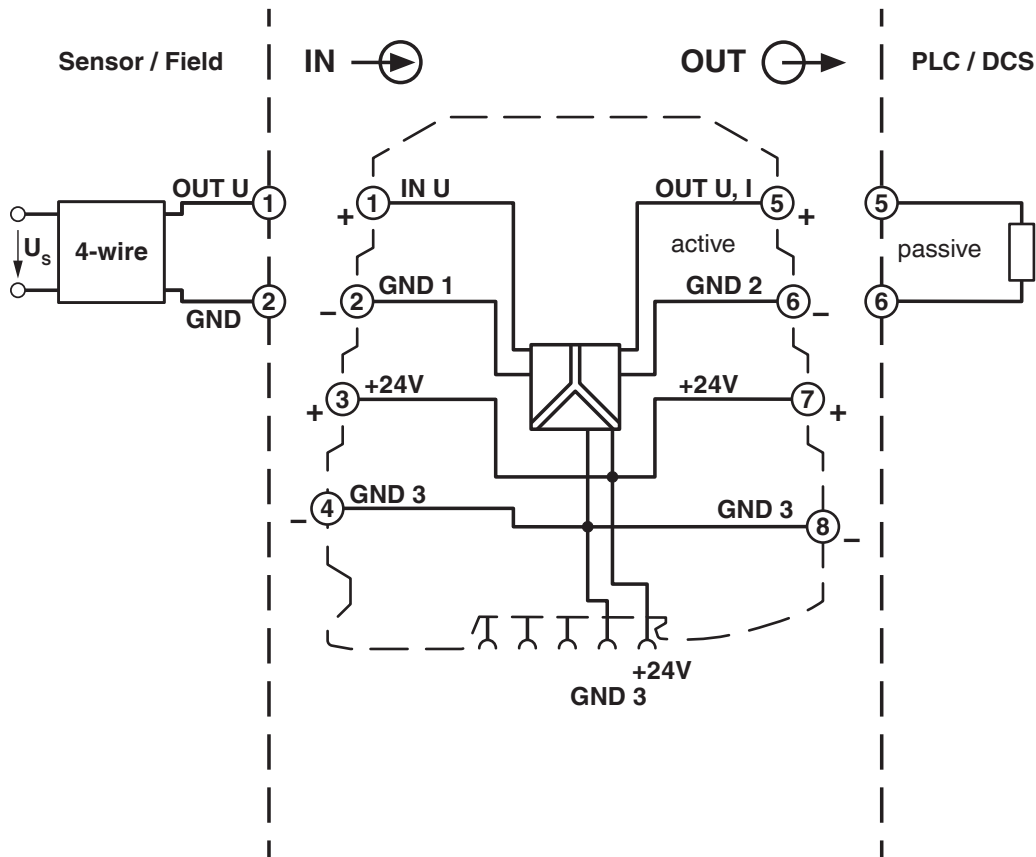 Sensor / Field
IN
OUT
PLC / DCS
OUT U
1
1
IN U
OUT U, I
5
5
+
+
Us
4-wire
active
passive
GND
2
2
GND 1
GND 2
6
6
–
–
3
+24V
+24V
7
+
+
4
GND 3
GND 3
8
–
–
+24V
GND 3